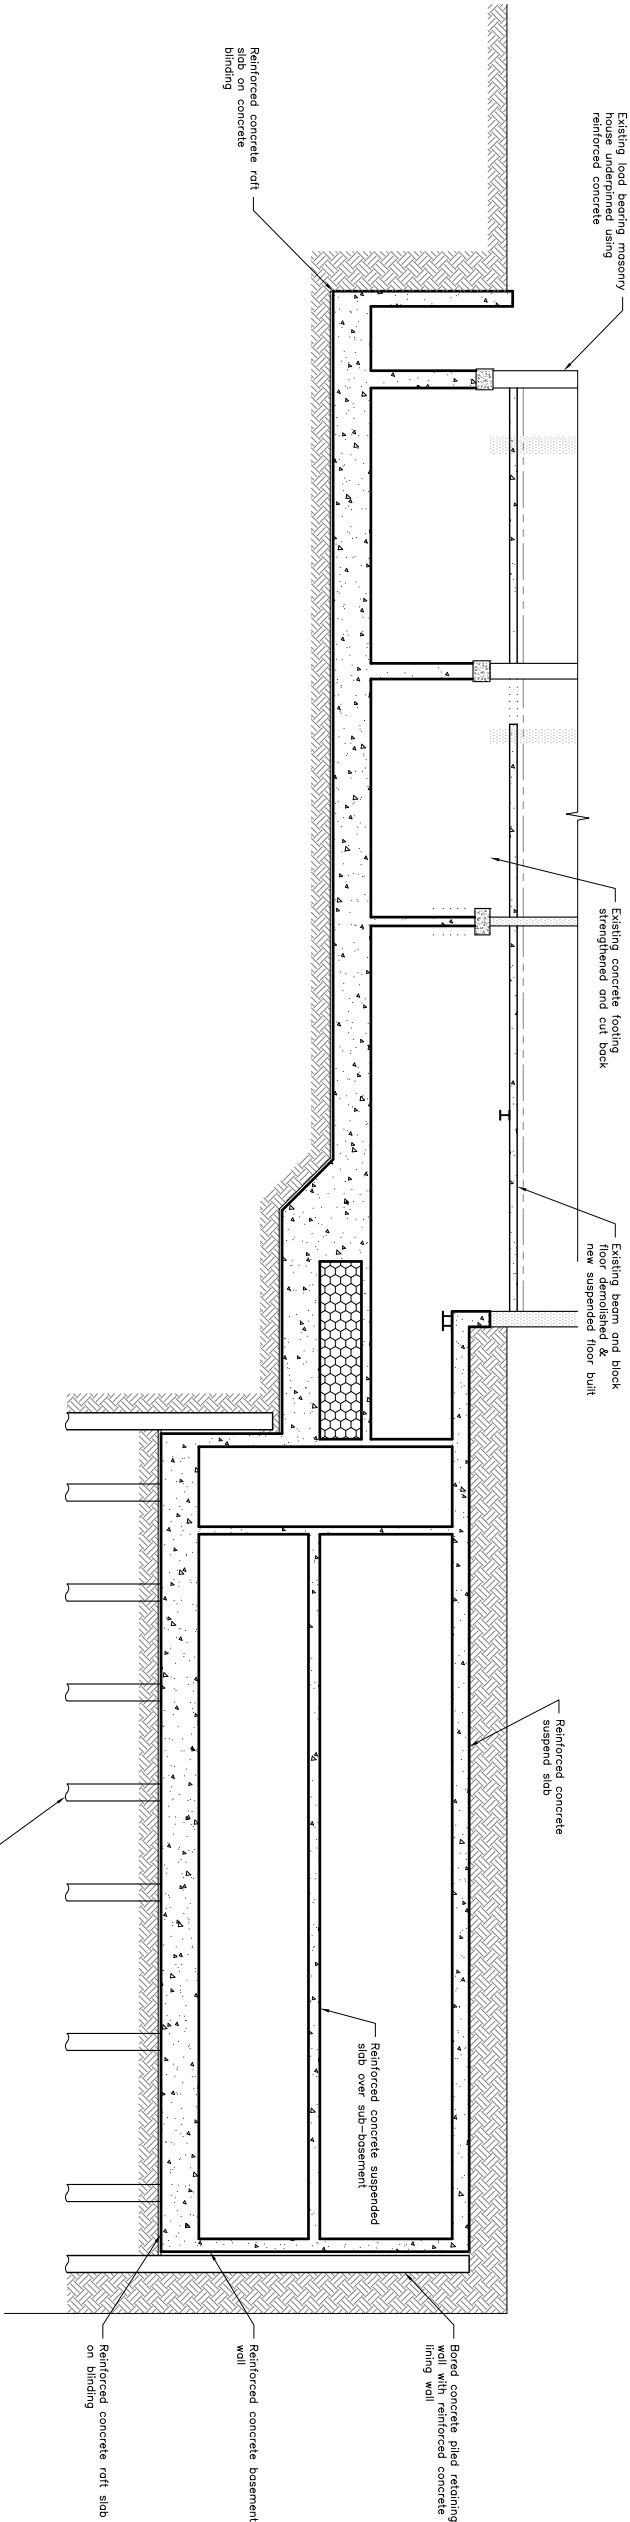 Existing load bearing masonry
house underpinned using
reinforced concrete
Reinforced concrete raft
slab on concrete
blinding
Existing concrete footing
strengthened and cut back
Existing beam and block
floor demolished &
new suspended floor built
Reinforced concrete
suspend slab
Reinforced concrete suspended
slab over sub-basement
Bored concrete piled retaining
wall with reinforced concrete
lining wall
Reinforced concrete basement
wall
Reinforced concrete raft slab
on blinding